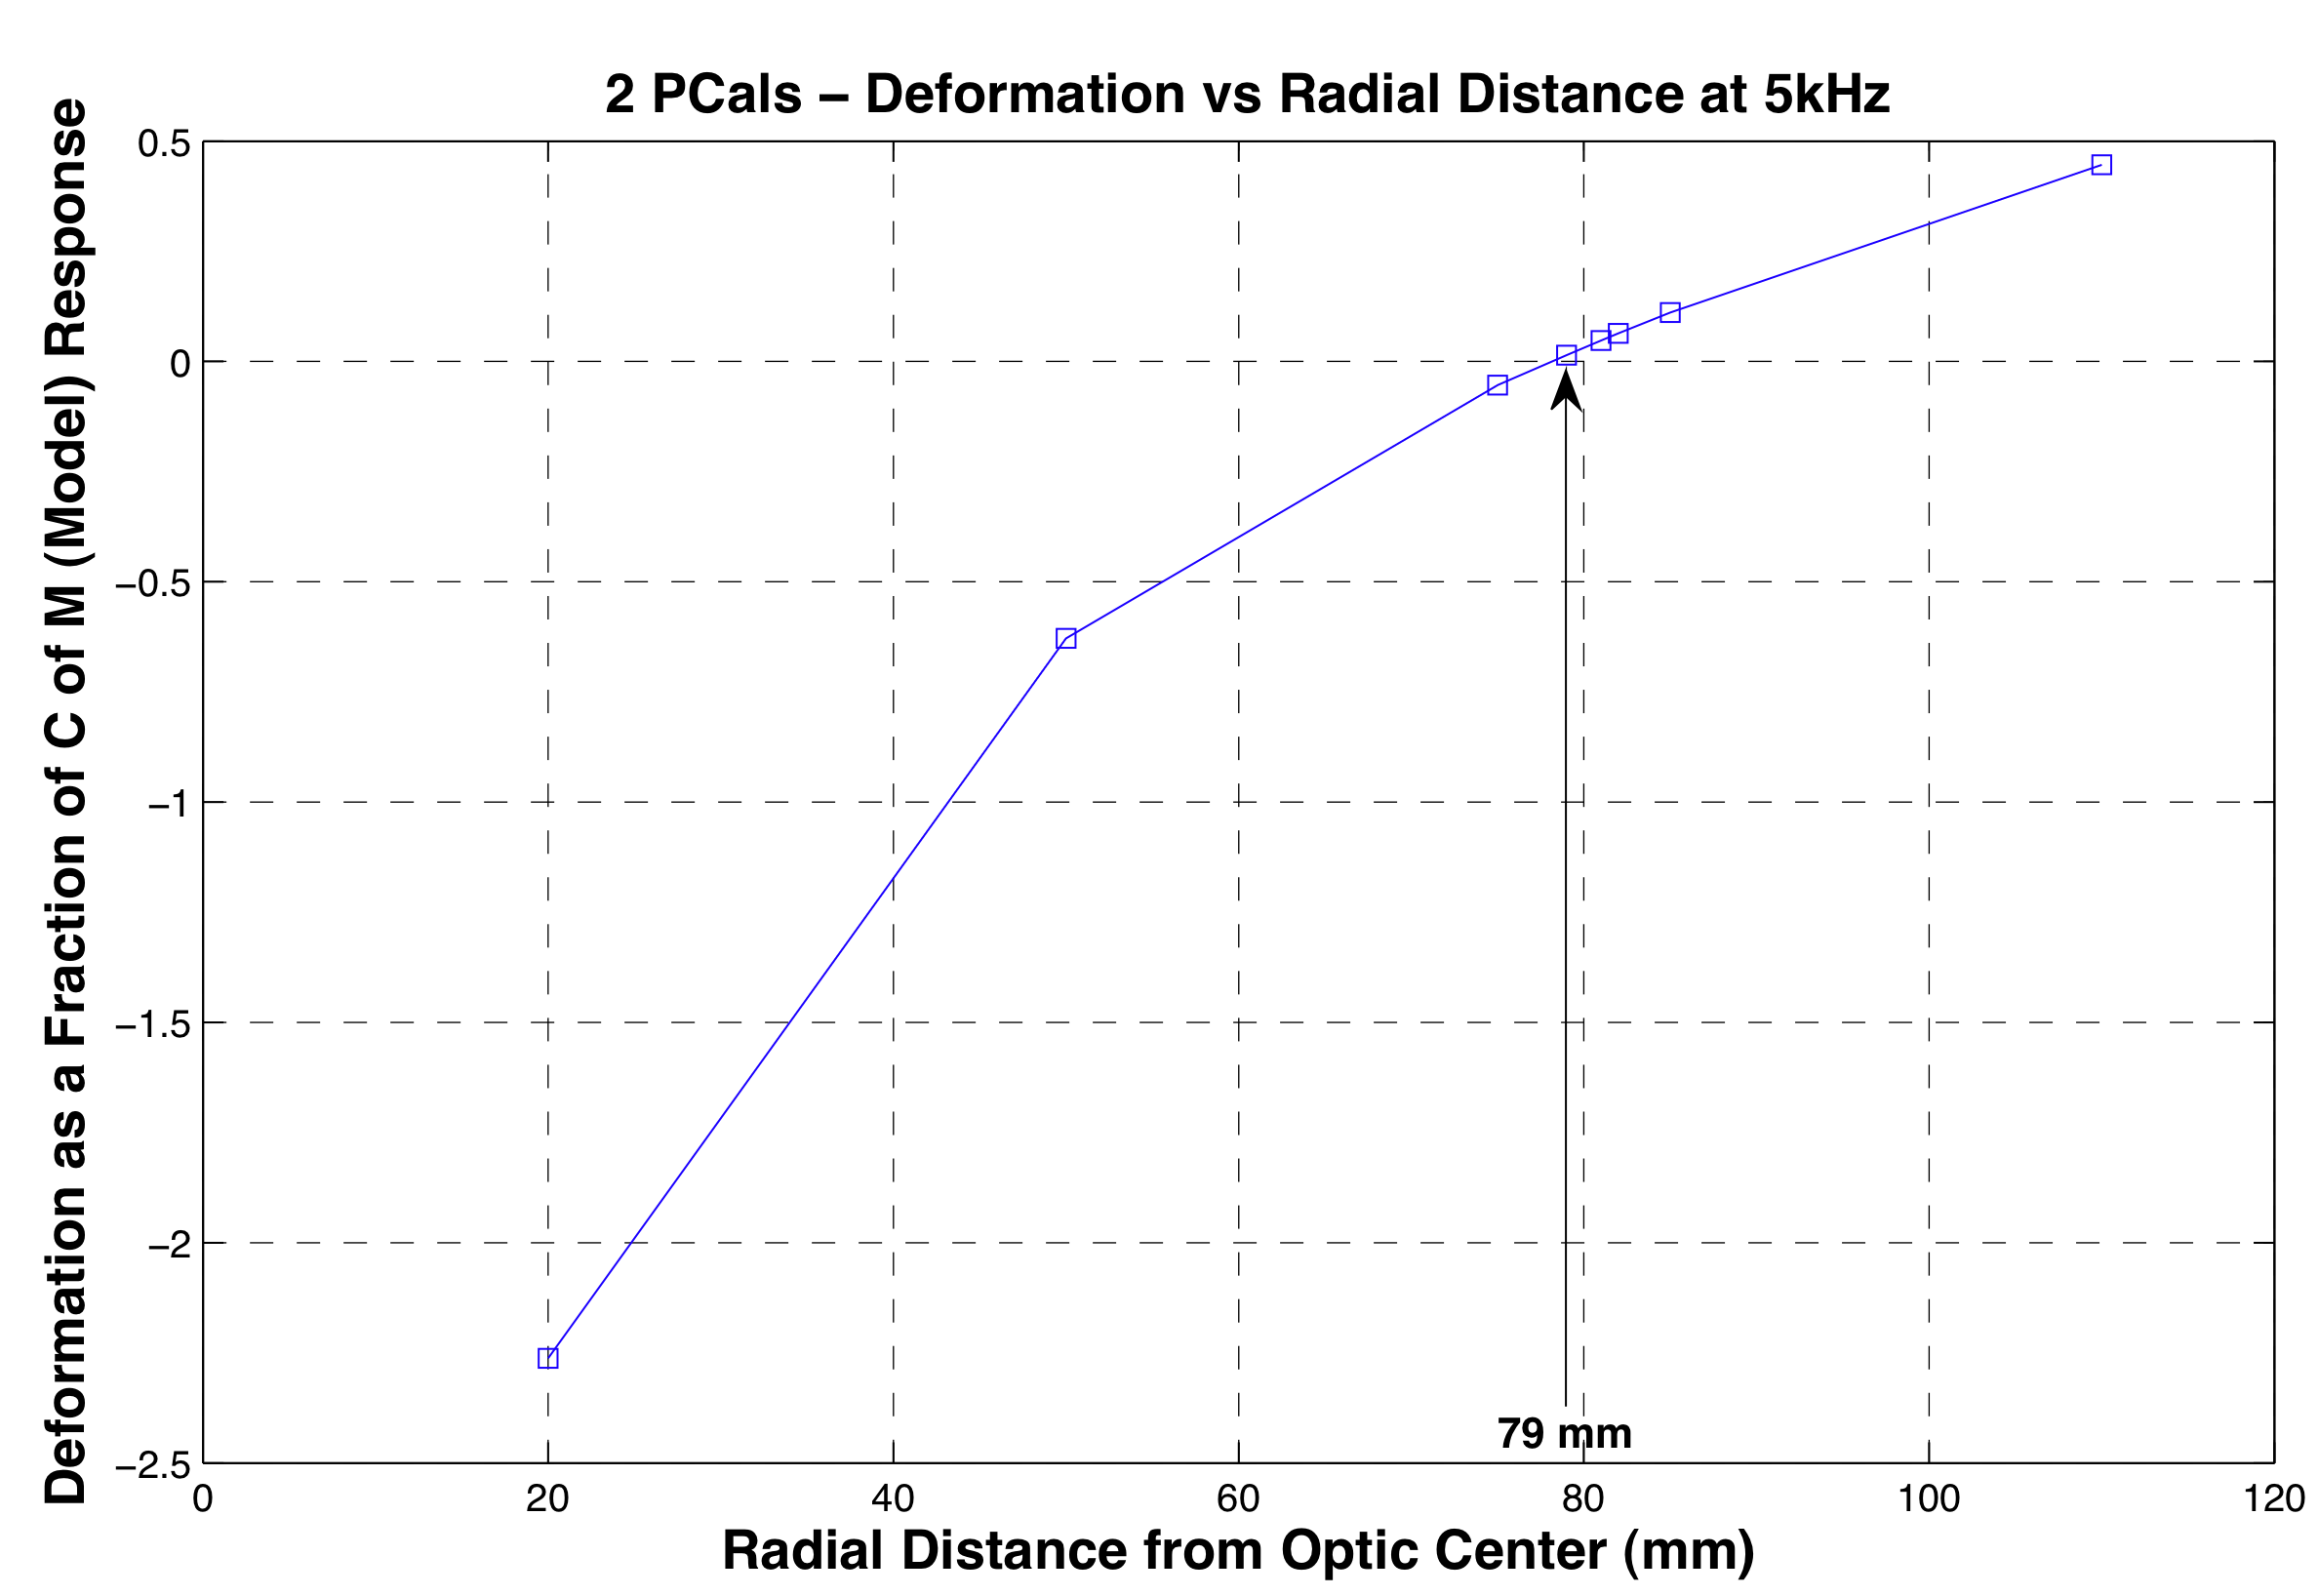 2 PCals – Deformation vs Radial Distance at 5kHz
Deformation as a Fraction of C of M (Model) Response
0.5
0
−0.5
−1
−1.5
−2
−2.5
79 mm
0 20 40 60 80 100 120
Radial Distance from Optic Center (mm)